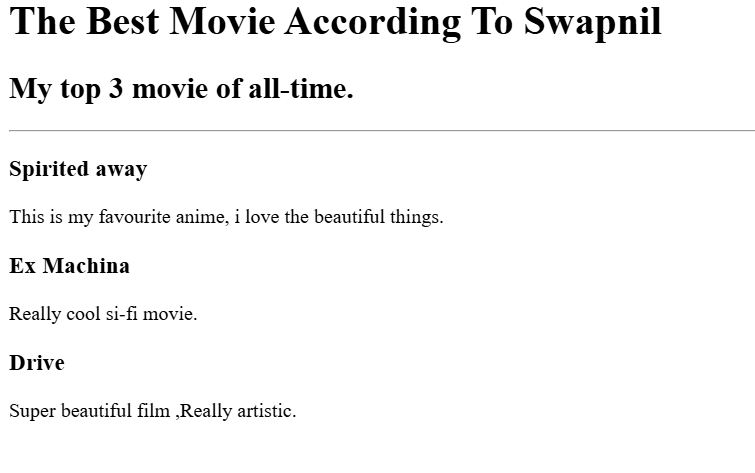 The Best Movie According To Swapnil
My top 3 movie of all-time.
Spirited away
This is my favourite anime, i love the beautiful things.
Ex Machina
Really cool si-fi movie.
Drive
Super beautiful film ,Really artistic.